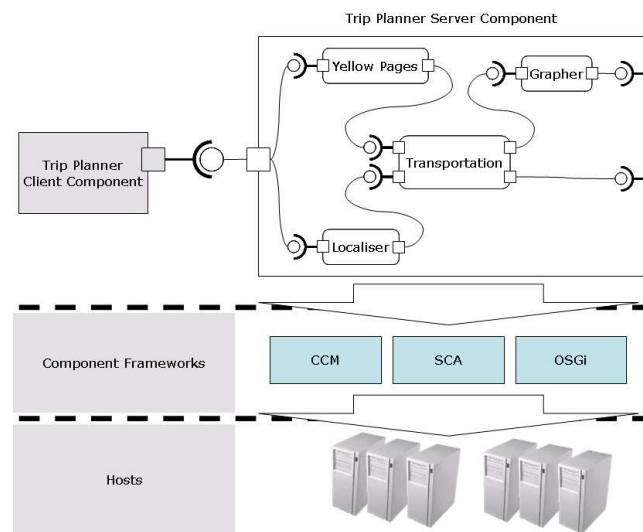 Trip Planner Server Component
Yellow Pages
Grapher
Trip Planner
Client Component
Transportation
Localiser
Component Frameworks
CCM
SCA
OSGi
Hosts